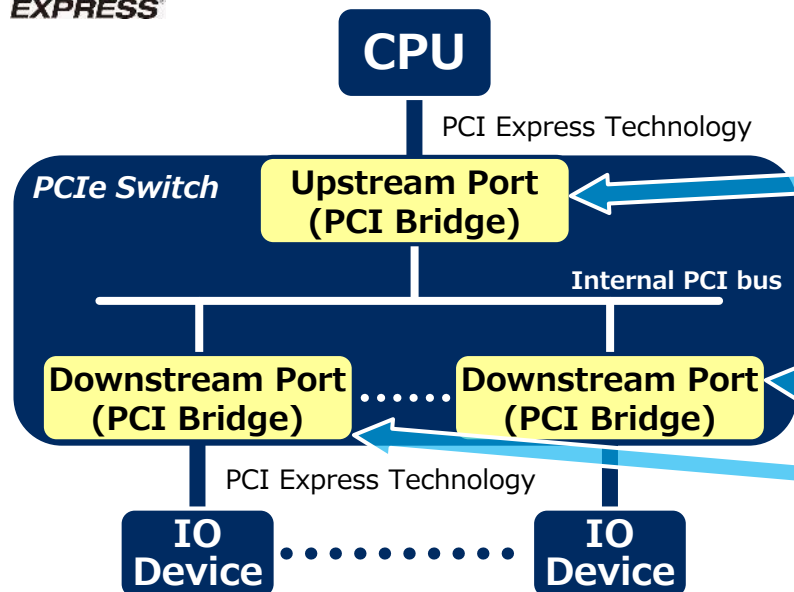 EXPRESS
CPU
PCI Express Technology
PCIe Switch
Upstream Port
(PCI Bridge)
Internal PCI bus
Downstream Port
(PCI Bridge)
Downstream Port
(PCI Bridge)
PCI Express Technology
IO
Device
IO
Device